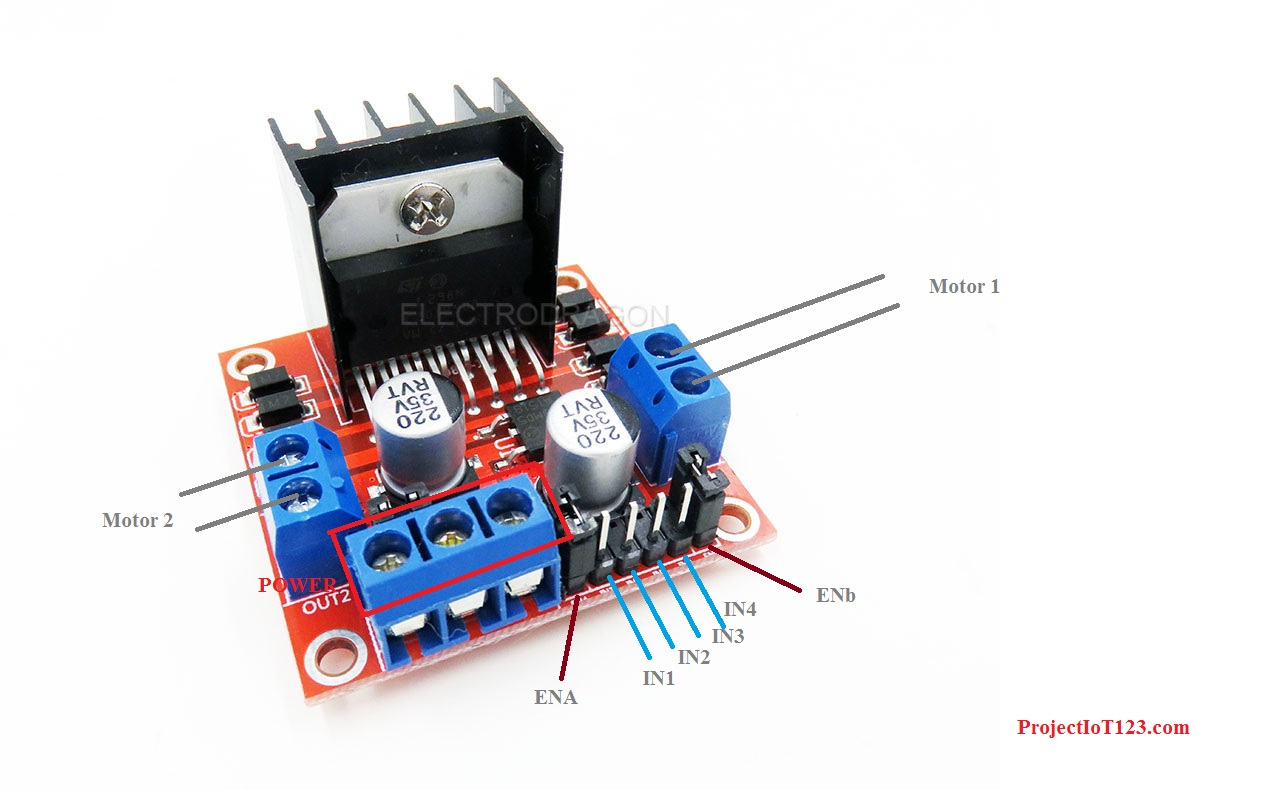 ELECTRODRAGON
Motor 1
Motor 2
220
35V
RVT
220
35V
RVT
POWER
OUT2
ENA
IN1
IN2
IN3
IN4
ENb
ProjectIoT123.com